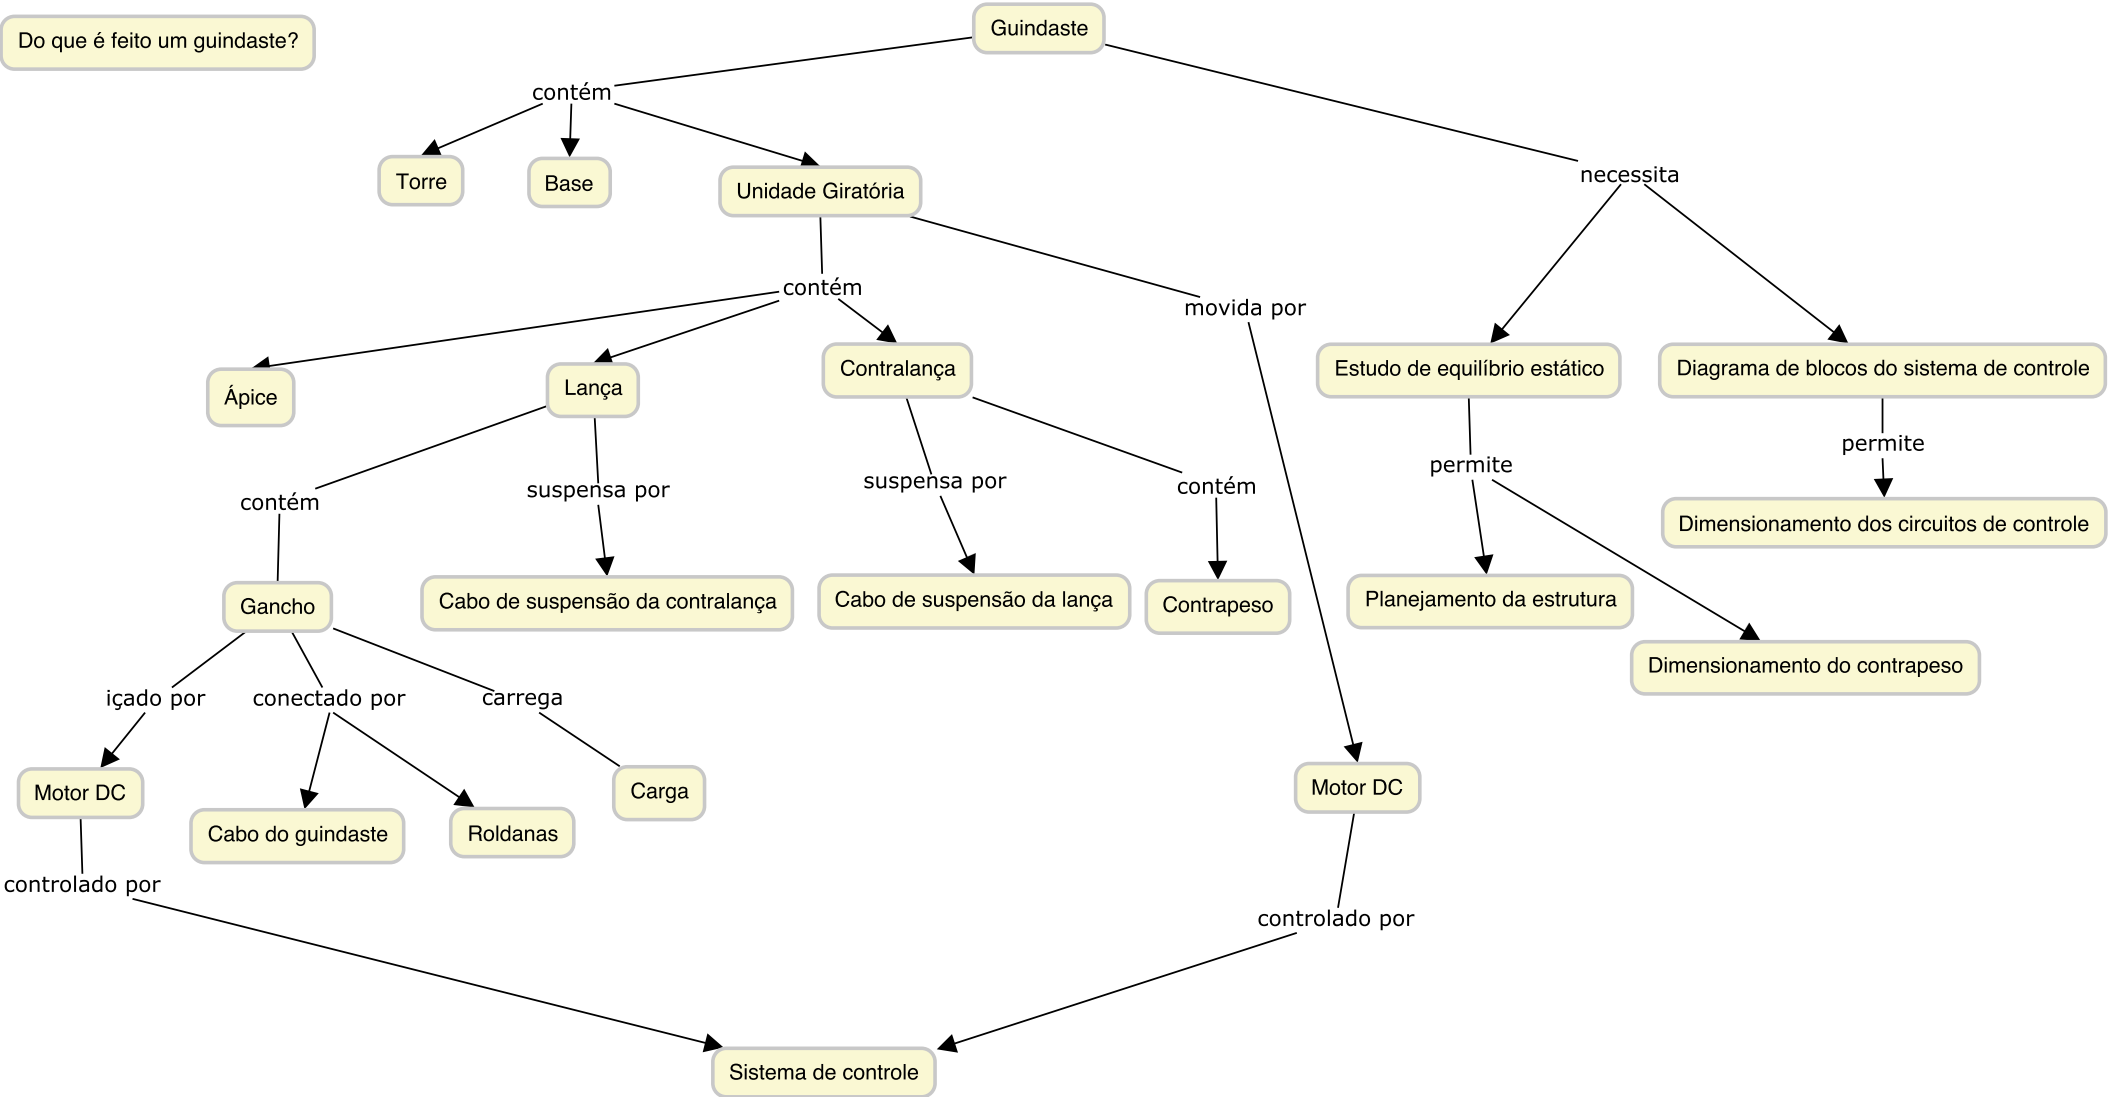 Do que é feito um guindaste?
Guindaste
contém
necessita
Torre
Base
Unidade Giratória
contém
movida por
Ápice
Lança
Contralança
Estudo de equilíbrio estático
Diagrama de blocos do sistema de controle
contém
suspensa por
suspensa por
contém
permite
permite
Dimensionamento dos circuitos de controle
Gancho
Cabo de suspensão da contralança
Cabo de suspensão da lança
Contrapeso
Planejamento da estrutura
Dimensionamento do contrapeso
içado por
conectado por
carrega
Motor DC
Cabo do guindaste
Roldanas
Carga
Motor DC
controlado por
controlado por
Sistema de controle